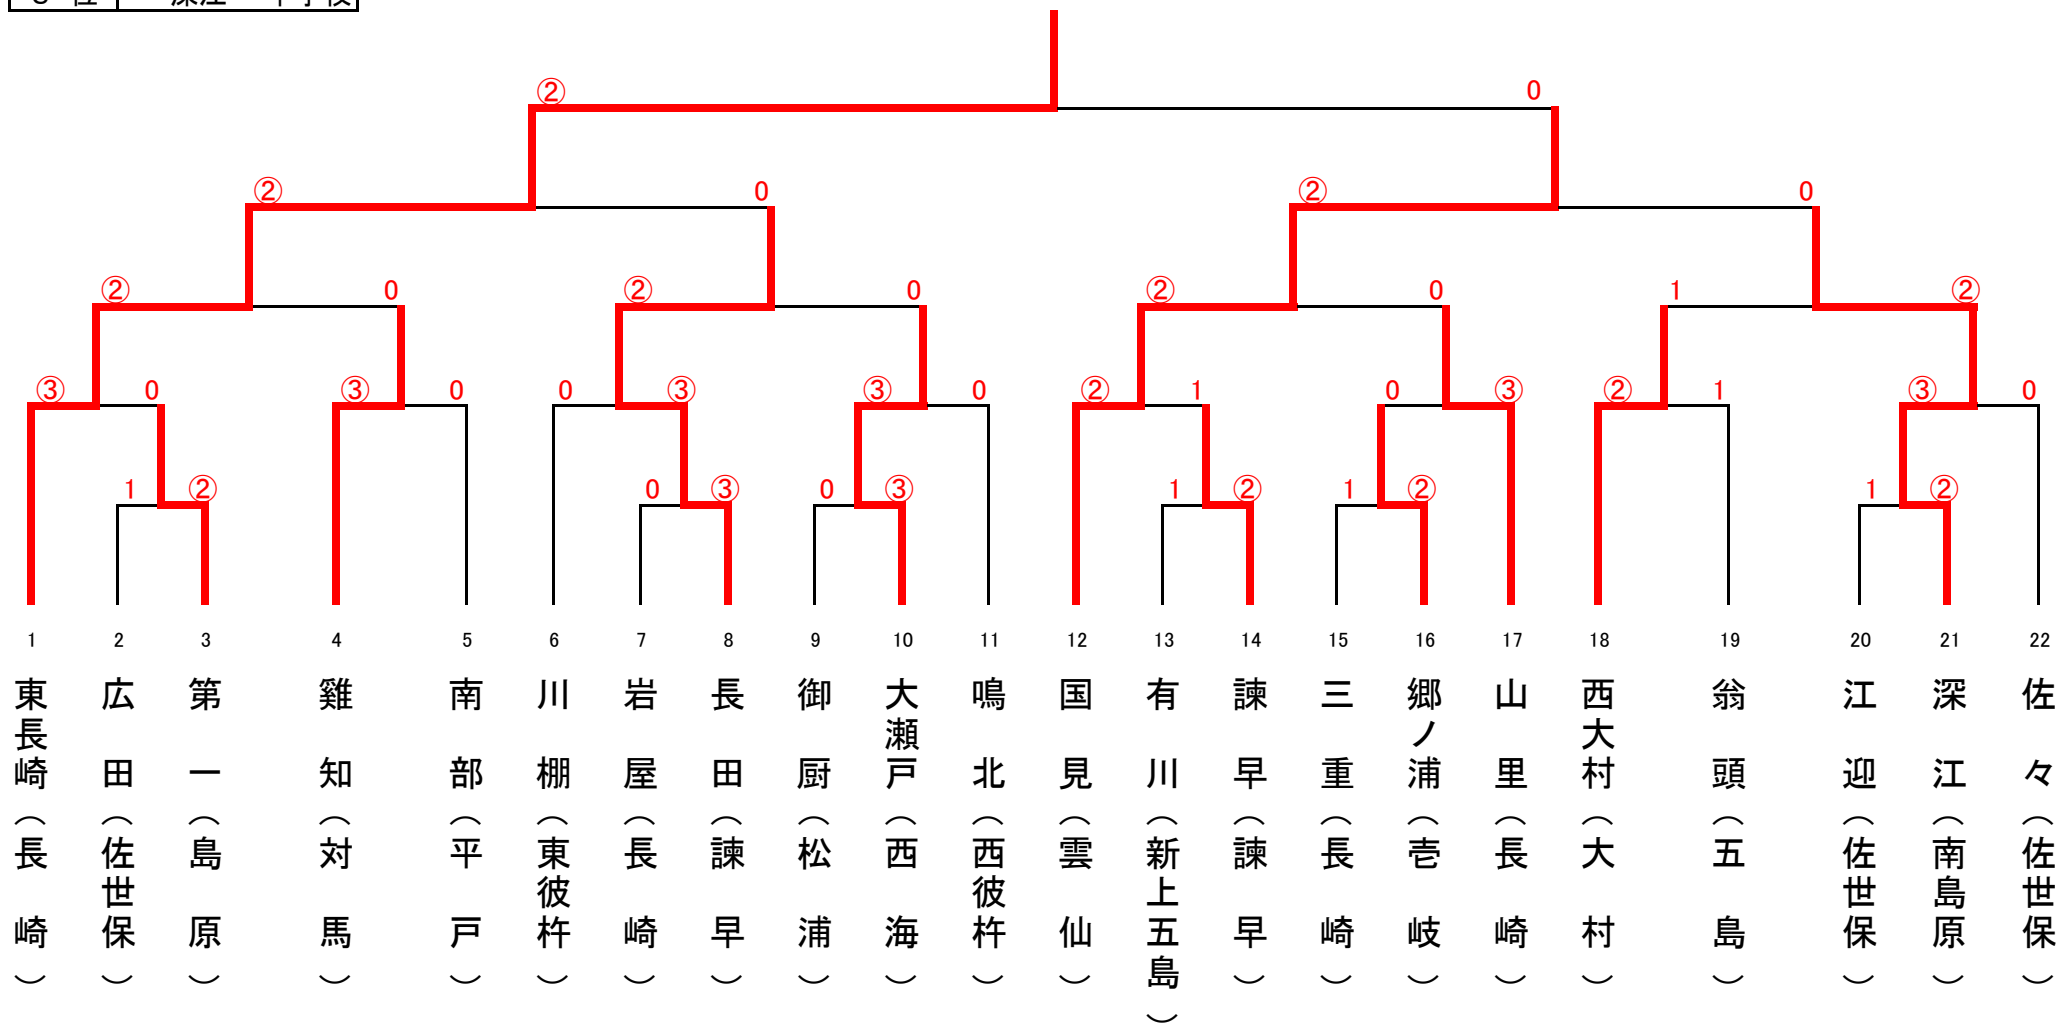 3 位 深江 中学校
② 0
② 0 ② 0
② 0 ② 0 ② 0 1 ②
③ 0 ③ 0 0 ③ ③ 0 ② 1 0 ③ ② 1 ③ 0
1 ② 0 ③ 0 ③ 1 ② 1 ② 1 ②
1 2 3 4 5 6 7 8 9 10 11 12 13 14 15 16 17 18 19 20 21 22
東長崎（長崎）
広田（佐世保）
第一（島原）
雞知（対馬）
南部（平戸）
川棚（東彼杵）
岩屋（長崎）
長田（諫早）
御厨（松浦）
大瀬戸（西海）
鳴北（西彼杵）
国見（雲仙）
有川（新上五島）
諫早（諫早）
三重（長崎）
郷ノ浦（壱岐）
山里（長崎）
西大村（大村）
翁頭（五島）
江迎（佐世保）
深江（南島原）
佐々（佐世保）